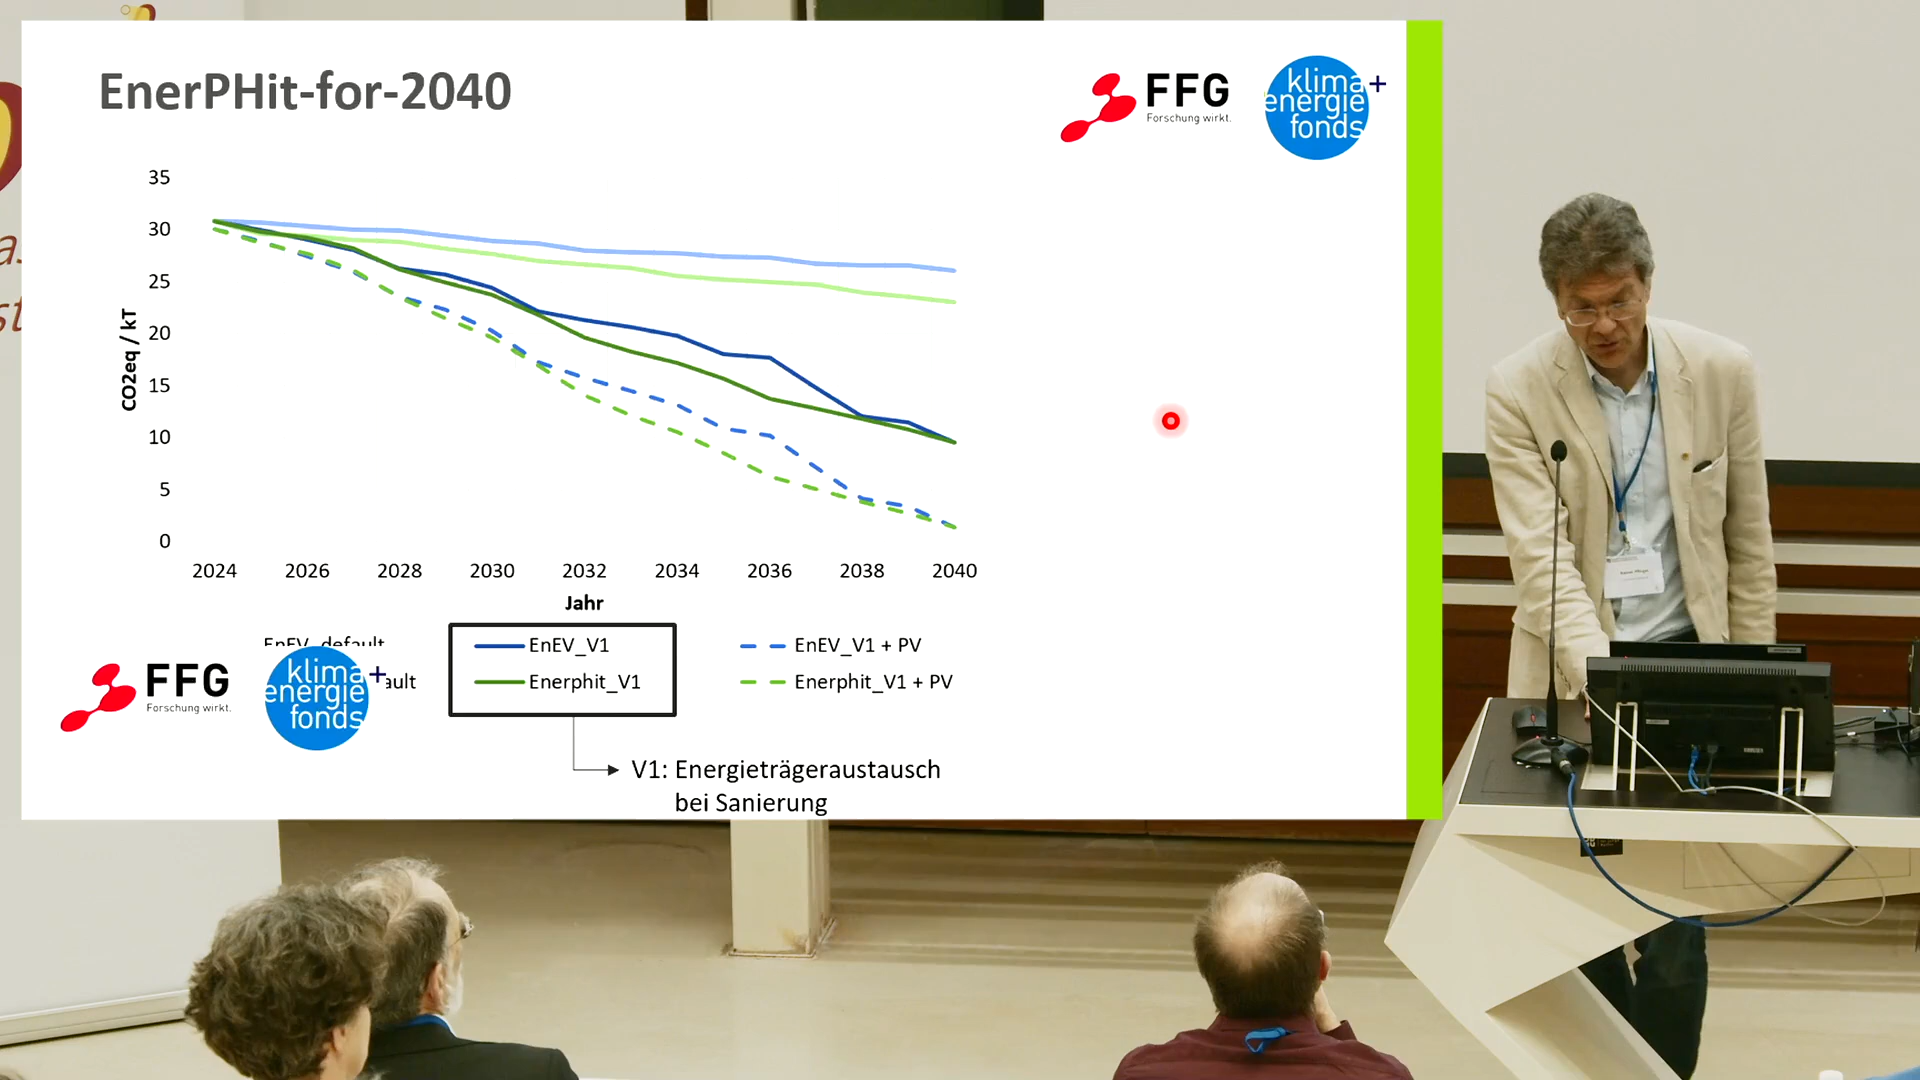 EnerPHit-for-2040
FFG
Forschung wirkt.
klima+
energie
fonds
35
30
25
20
15
10
5
0
CO2eq / kT
2024 2026 2028 2030 2032 2034 2036 2038 2040
Jahr
EnEV_default
EnEV_V1
EnEV_V1 + PV
ault
Enerphit_V1
Enerphit_V1 + PV
FFG
Forschung wirkt.
klima+
energie
fonds
V1: Energieträgeraustausch
bei Sanierung